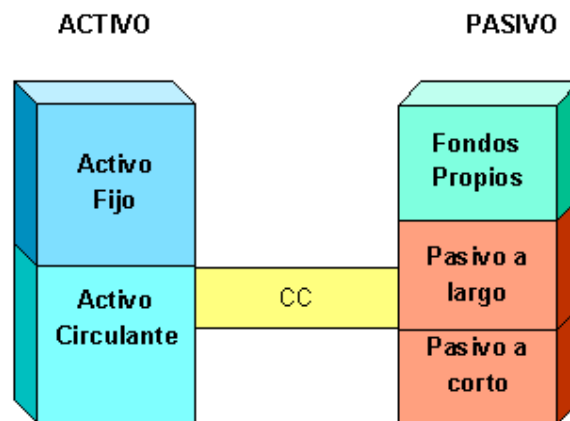 ACTIVO
PASIVO
Activo
Fijo
Activo
Circulante
CC
Fondos
Propios
Pasivo a
largo
Pasivo a
corto